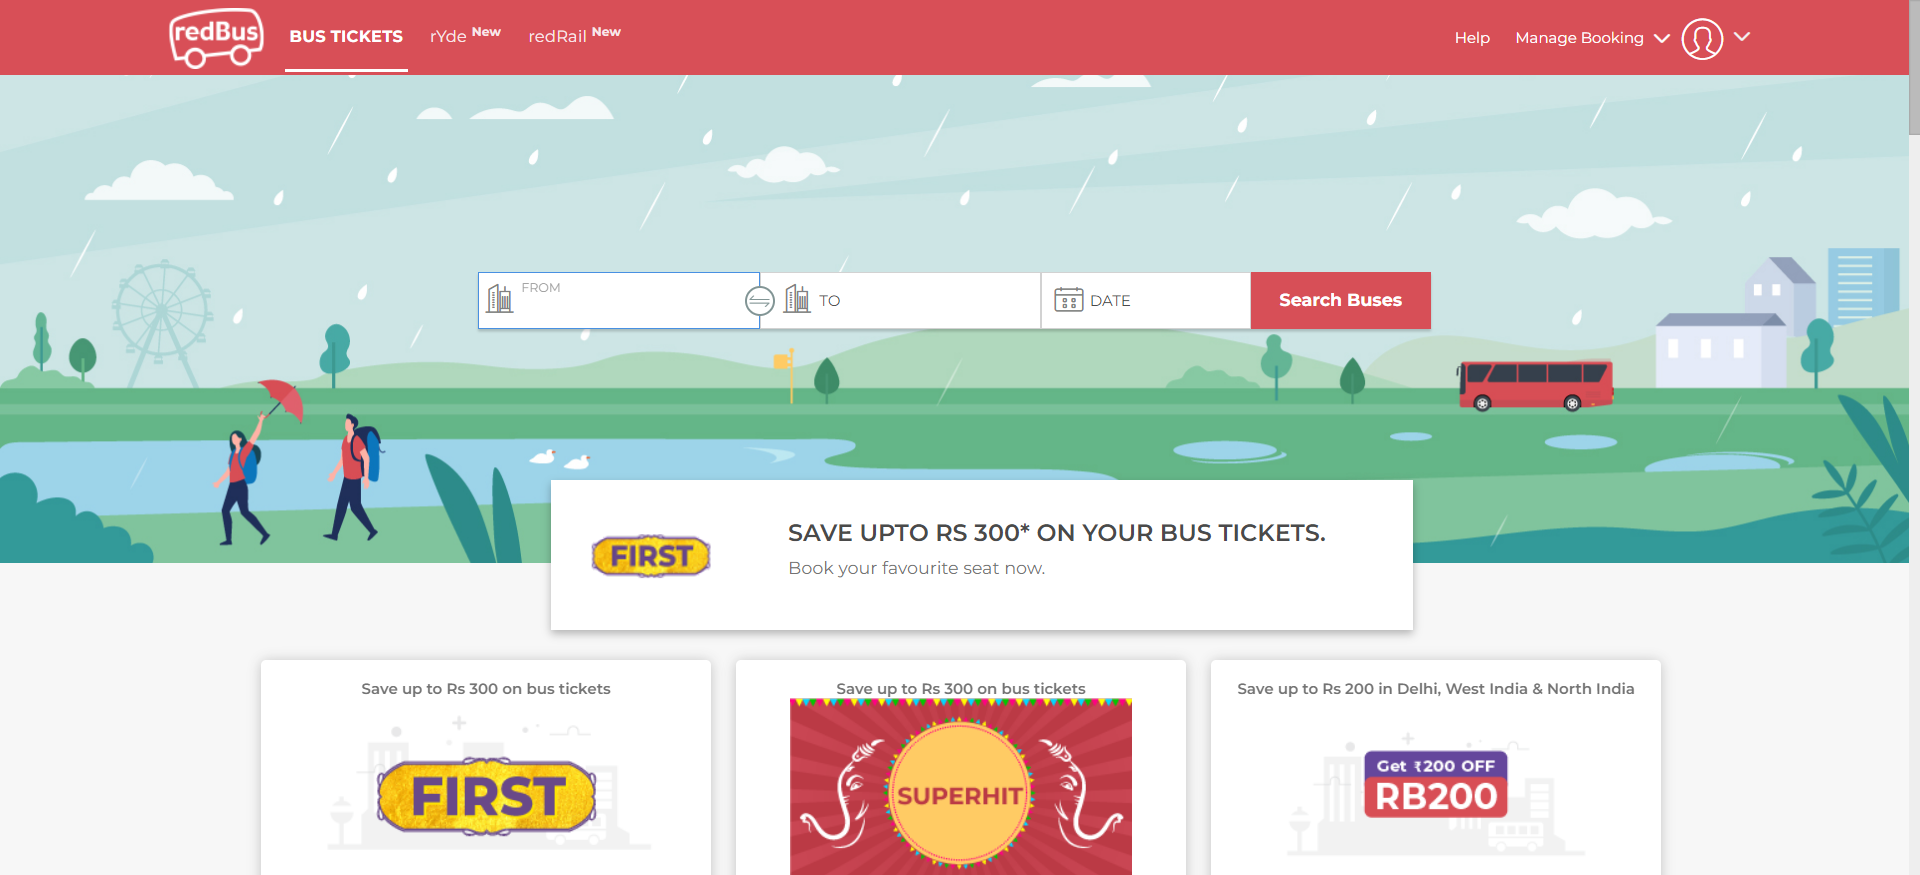 redBus
BUS TICKETS
rYde New
redRail New
Help
Manage Booking
FROM
TO
DATE
Search Buses
FIRST
SAVE UPTO RS 300* ON YOUR BUS TICKETS.
Book your favourite seat now.
Save up to Rs 300 on bus tickets
FIRST
Save up to Rs 300 on bus tickets
SUPERHIT
Save up to Rs 200 in Delhi, West India & North India
Get ₹200 OFF
RB200